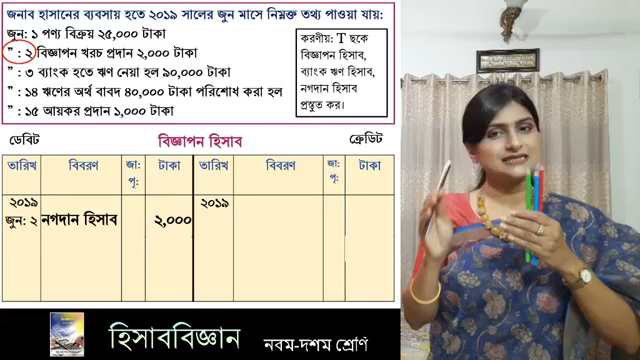 জনাব হাসানের ব্যবসায় হতে ২০১৯ সালের জুন মাসে নিম্নক্ত তথ্য পাওয়া যায়:
জুন: ১ পণ্য বিক্রয় ২৫,০০০ টাকা
" : ২ বিজ্ঞাপন খরচ প্রদান ২,০০০ টাকা
" : ৩ ব্যাংক হতে ঋণ নেয়া হল ৯০,০০০ টাকা
" : ১৪ ঋণের অর্থ বাবদ ৪০,০০০ টাকা পরিশোধ করা হল
" : ১৫ আয়কর প্রদান ১,০০০ টাকা
করণীয়: T ছকে
বিজ্ঞাপন হিসাব,
ব্যাংক ঋণ হিসাব,
নগদান হিসাব
প্রস্তুত কর।
ডেবিট বিজ্ঞাপন হিসাব ক্রেডিট
তারিখ বিবরণ জা: পৃ: টাকা তারিখ বিবরণ জা: পৃ: টাকা
২০১৯ ২০১৯
জুন: ২ নগদান হিসাব ২,০০০
হিসাববিজ্ঞান নবম-দশম শ্রেণি